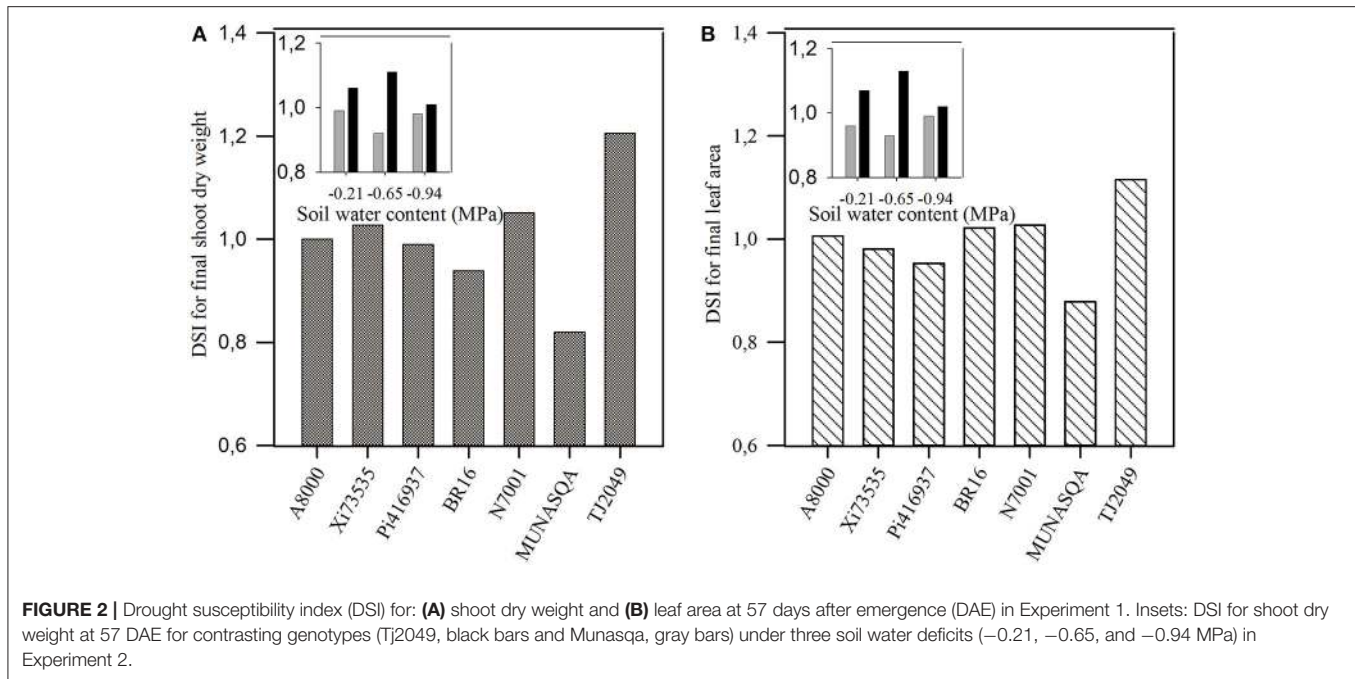 A
1,4
1,2
1,0
0,8
0,6
DSI for final shoot dry weight
1,2
1,0
0,8
-0.21 -0.65 -0.94
Soil water content (MPa)
A8000
Xi73535
Pi416937
BR16
N7001
MUNASQA
TJ2049
B
1,4
1,2
1,0
0,8
0,6
DSI for final leaf area
1,2
1,0
0,8
-0.21 -0.65 -0.94
Soil water content (MPa)
A8000
Xi73535
Pi416937
BR16
N7001
MUNASQA
TJ2049
FIGURE 2 | Drought susceptibility index (DSI) for: (A) shoot dry weight and (B) leaf area at 57 days after emergence (DAE) in Experiment 1. Insets: DSI for shoot dry
weight at 57 DAE for contrasting genotypes (Tj2049, black bars and Munasqa, gray bars) under three soil water deficits (−0.21, −0.65, and −0.94 MPa) in
Experiment 2.